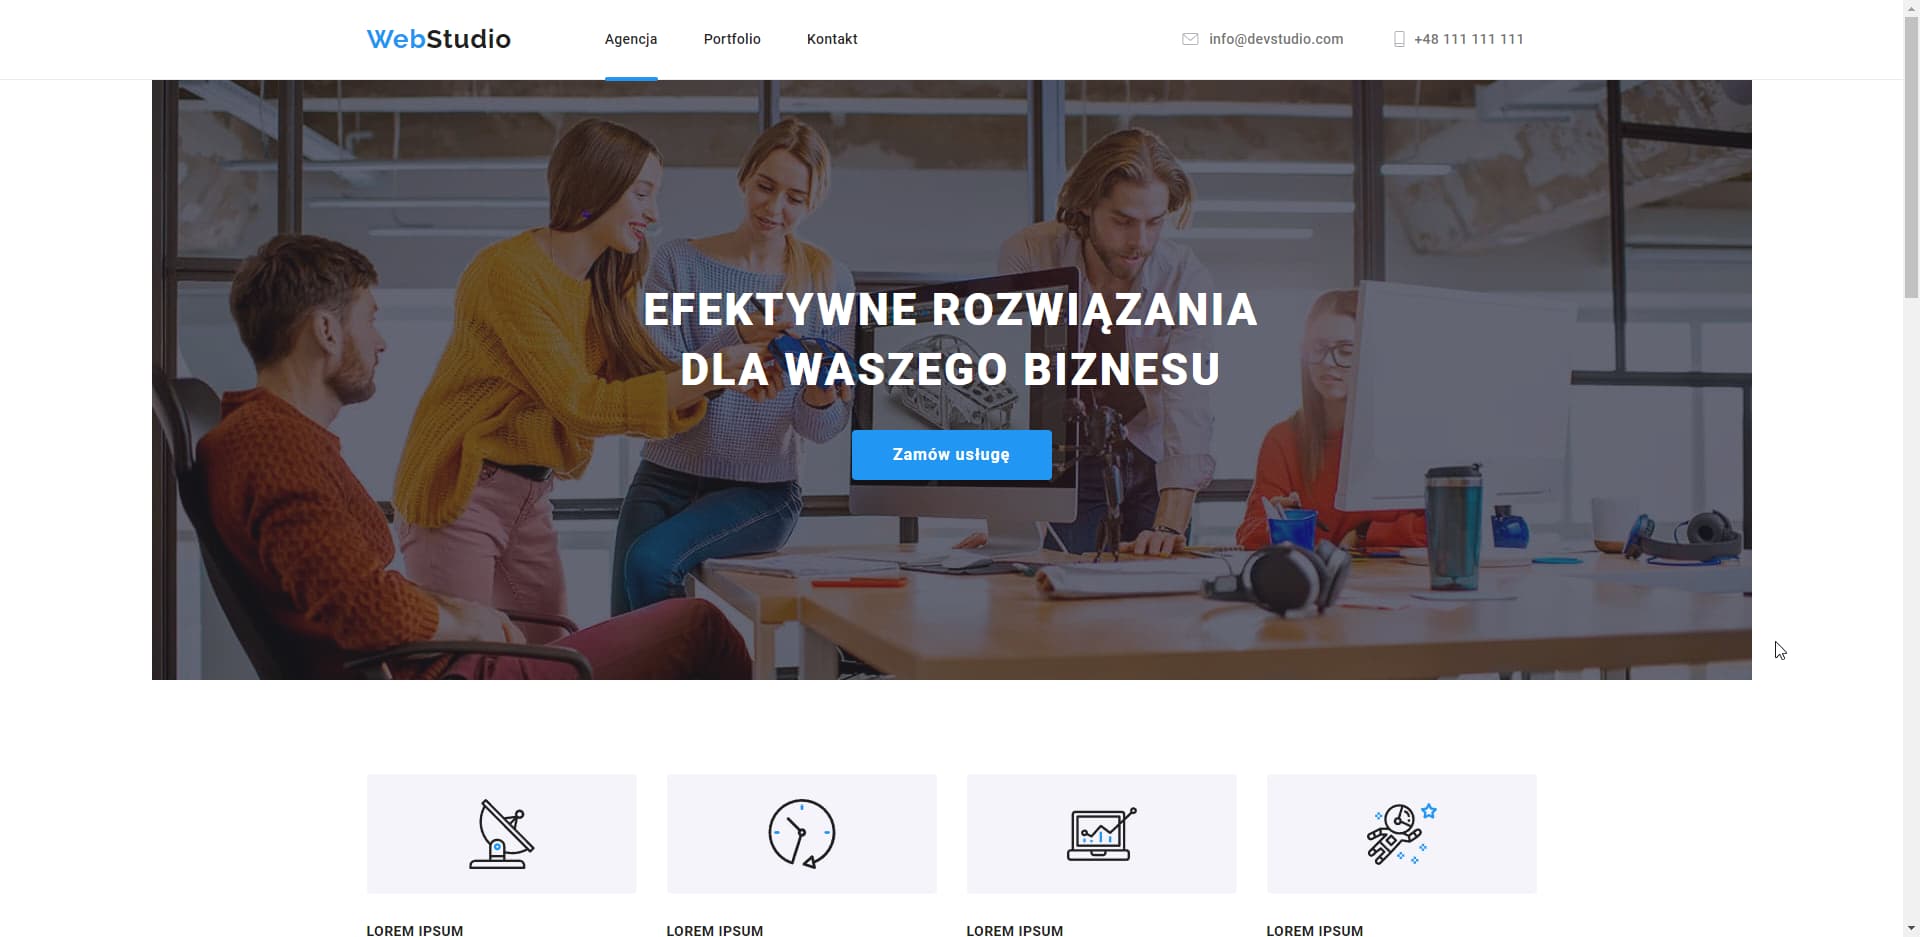 WebStudio
Agencja
Portfolio
Kontakt
info@devstudio.com
+48 111 111 111
EFEKTYWNE ROZWIĄZANIA
DLA WASZEGO BIZNESU
Zamów usługę
LOREM IPSUM
LOREM IPSUM
LOREM IPSUM
LOREM IPSUM